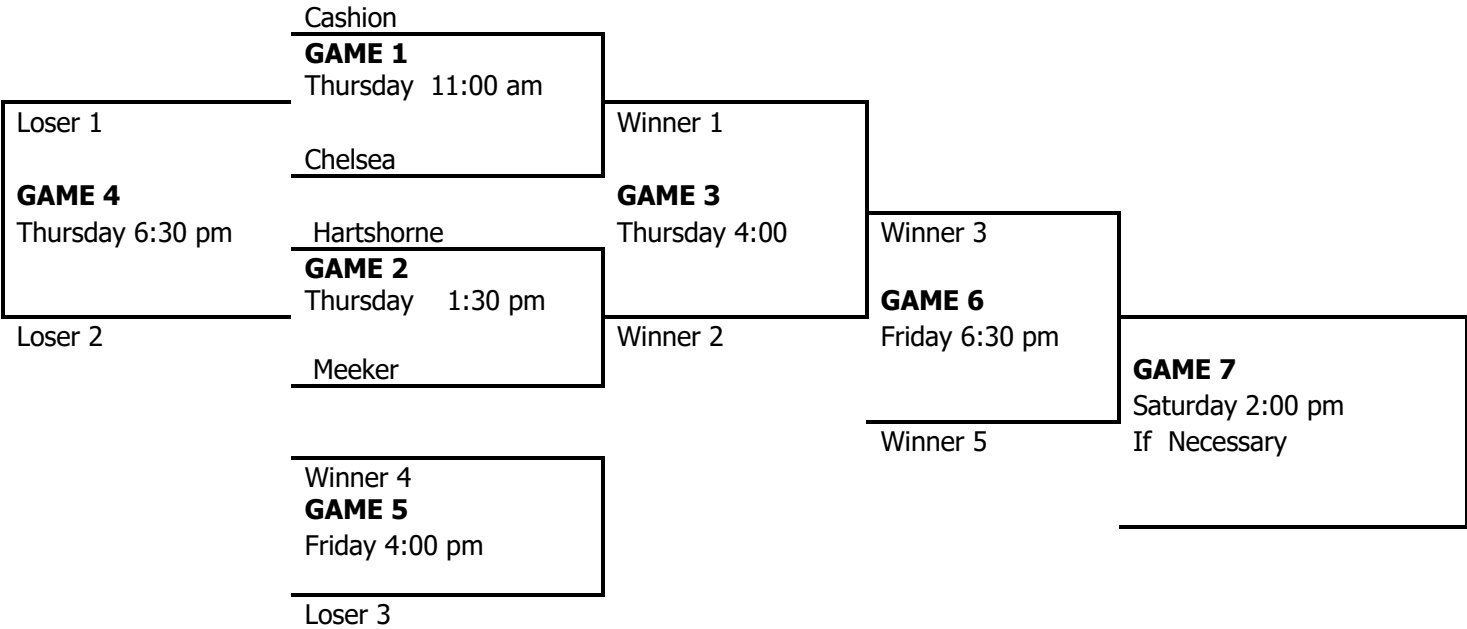 Cashion
GAME 1
Thursday 11:00 am
Loser 1
Winner 1
Chelsea
GAME 4
GAME 3
Thursday 6:30 pm
Hartshorne
Thursday 4:00
Winner 3
GAME 2
Thursday 1:30 pm
GAME 6
Loser 2
Winner 2
Friday 6:30 pm
Meeker
GAME 7
Saturday 2:00 pm
Winner 5
If Necessary
Winner 4
GAME 5
Friday 4:00 pm
Loser 3